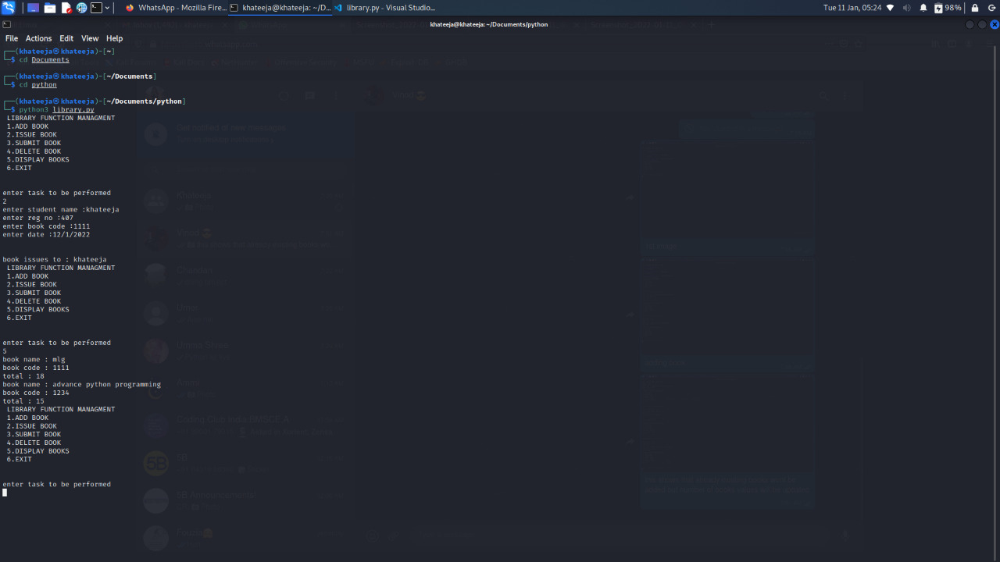 WhatsApp - Mozilla Fire...
khateeja@khateeja: ~/D...
library.py - Visual Studio...
Tue 11 Jan, 05:24
98%
khateeja@khateeja: ~/Documents/python
File Actions Edit View Help
┌──(khateeja㉿khateeja)-[~]
└─$ cd Documents
┌──(khateeja㉿khateeja)-[~/Documents]
└─$ cd python
┌──(khateeja㉿khateeja)-[~/Documents/python]
└─$ python3 library.py
LIBRARY FUNCTION MANAGMENT
1.ADD BOOK
2.ISSUE BOOK
3.SUBMIT BOOK
4.DELETE BOOK
5.DISPLAY BOOKS
6.EXIT
enter task to be performed
2
enter student name :khateeja
enter reg no :407
enter book code :1111
enter date :12/1/2022
book issues to : khateeja
LIBRARY FUNCTION MANAGMENT
1.ADD BOOK
2.ISSUE BOOK
3.SUBMIT BOOK
4.DELETE BOOK
5.DISPLAY BOOKS
6.EXIT
enter task to be performed
5
book name : mlg
book code : 1111
total : 18
book name : advance python programming
book code : 1234
total : 15
LIBRARY FUNCTION MANAGMENT
1.ADD BOOK
2.ISSUE BOOK
3.SUBMIT BOOK
4.DELETE BOOK
5.DISPLAY BOOKS
6.EXIT
enter task to be performed